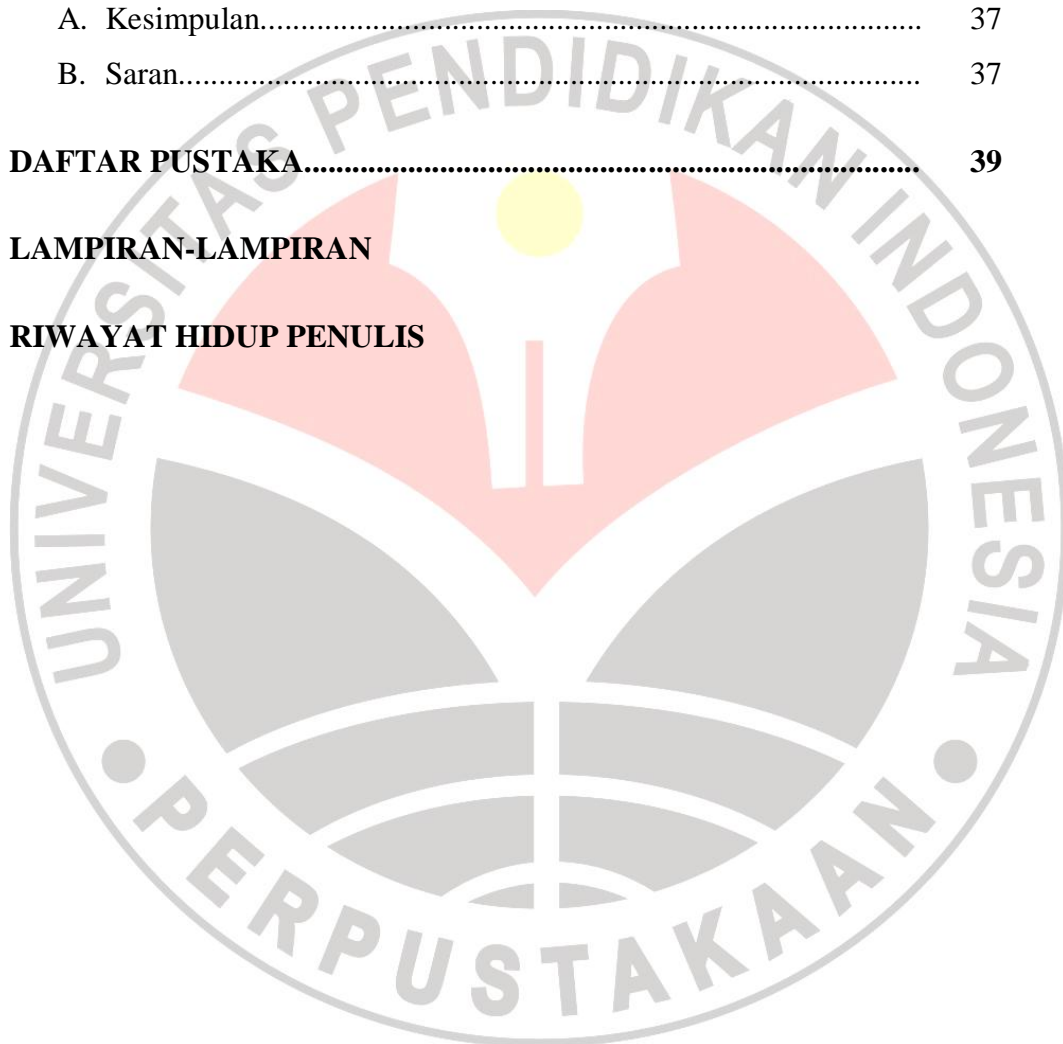 A. Kesimpulan.................................................................................. 37
B. Saran............................................................................................ 37
DAFTAR PUSTAKA............................................................................ 39
LAMPIRAN-LAMPIRAN
RIWAYAT HIDUP PENULIS
UNIVERSITAS PENDIDIKAN INDONESIA
PERPUSTAKAAN